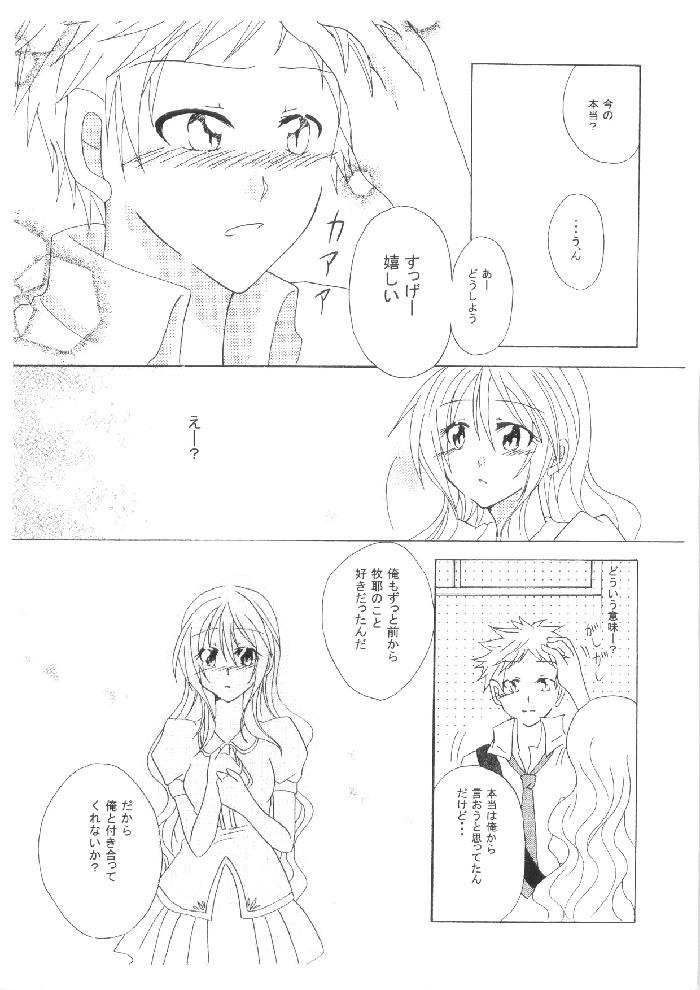 今の
本当？
・・・う、ん
あー
どうしよう
すっげー
嬉しい
カアァァ
えー？
どういう意味ー？
がしがし
本当は俺から
言おうと思ってたん
だけど・・・
俺もずっと前から
牧耶のこと
好きだったんだ
だから
俺と付き合って
くれないか？